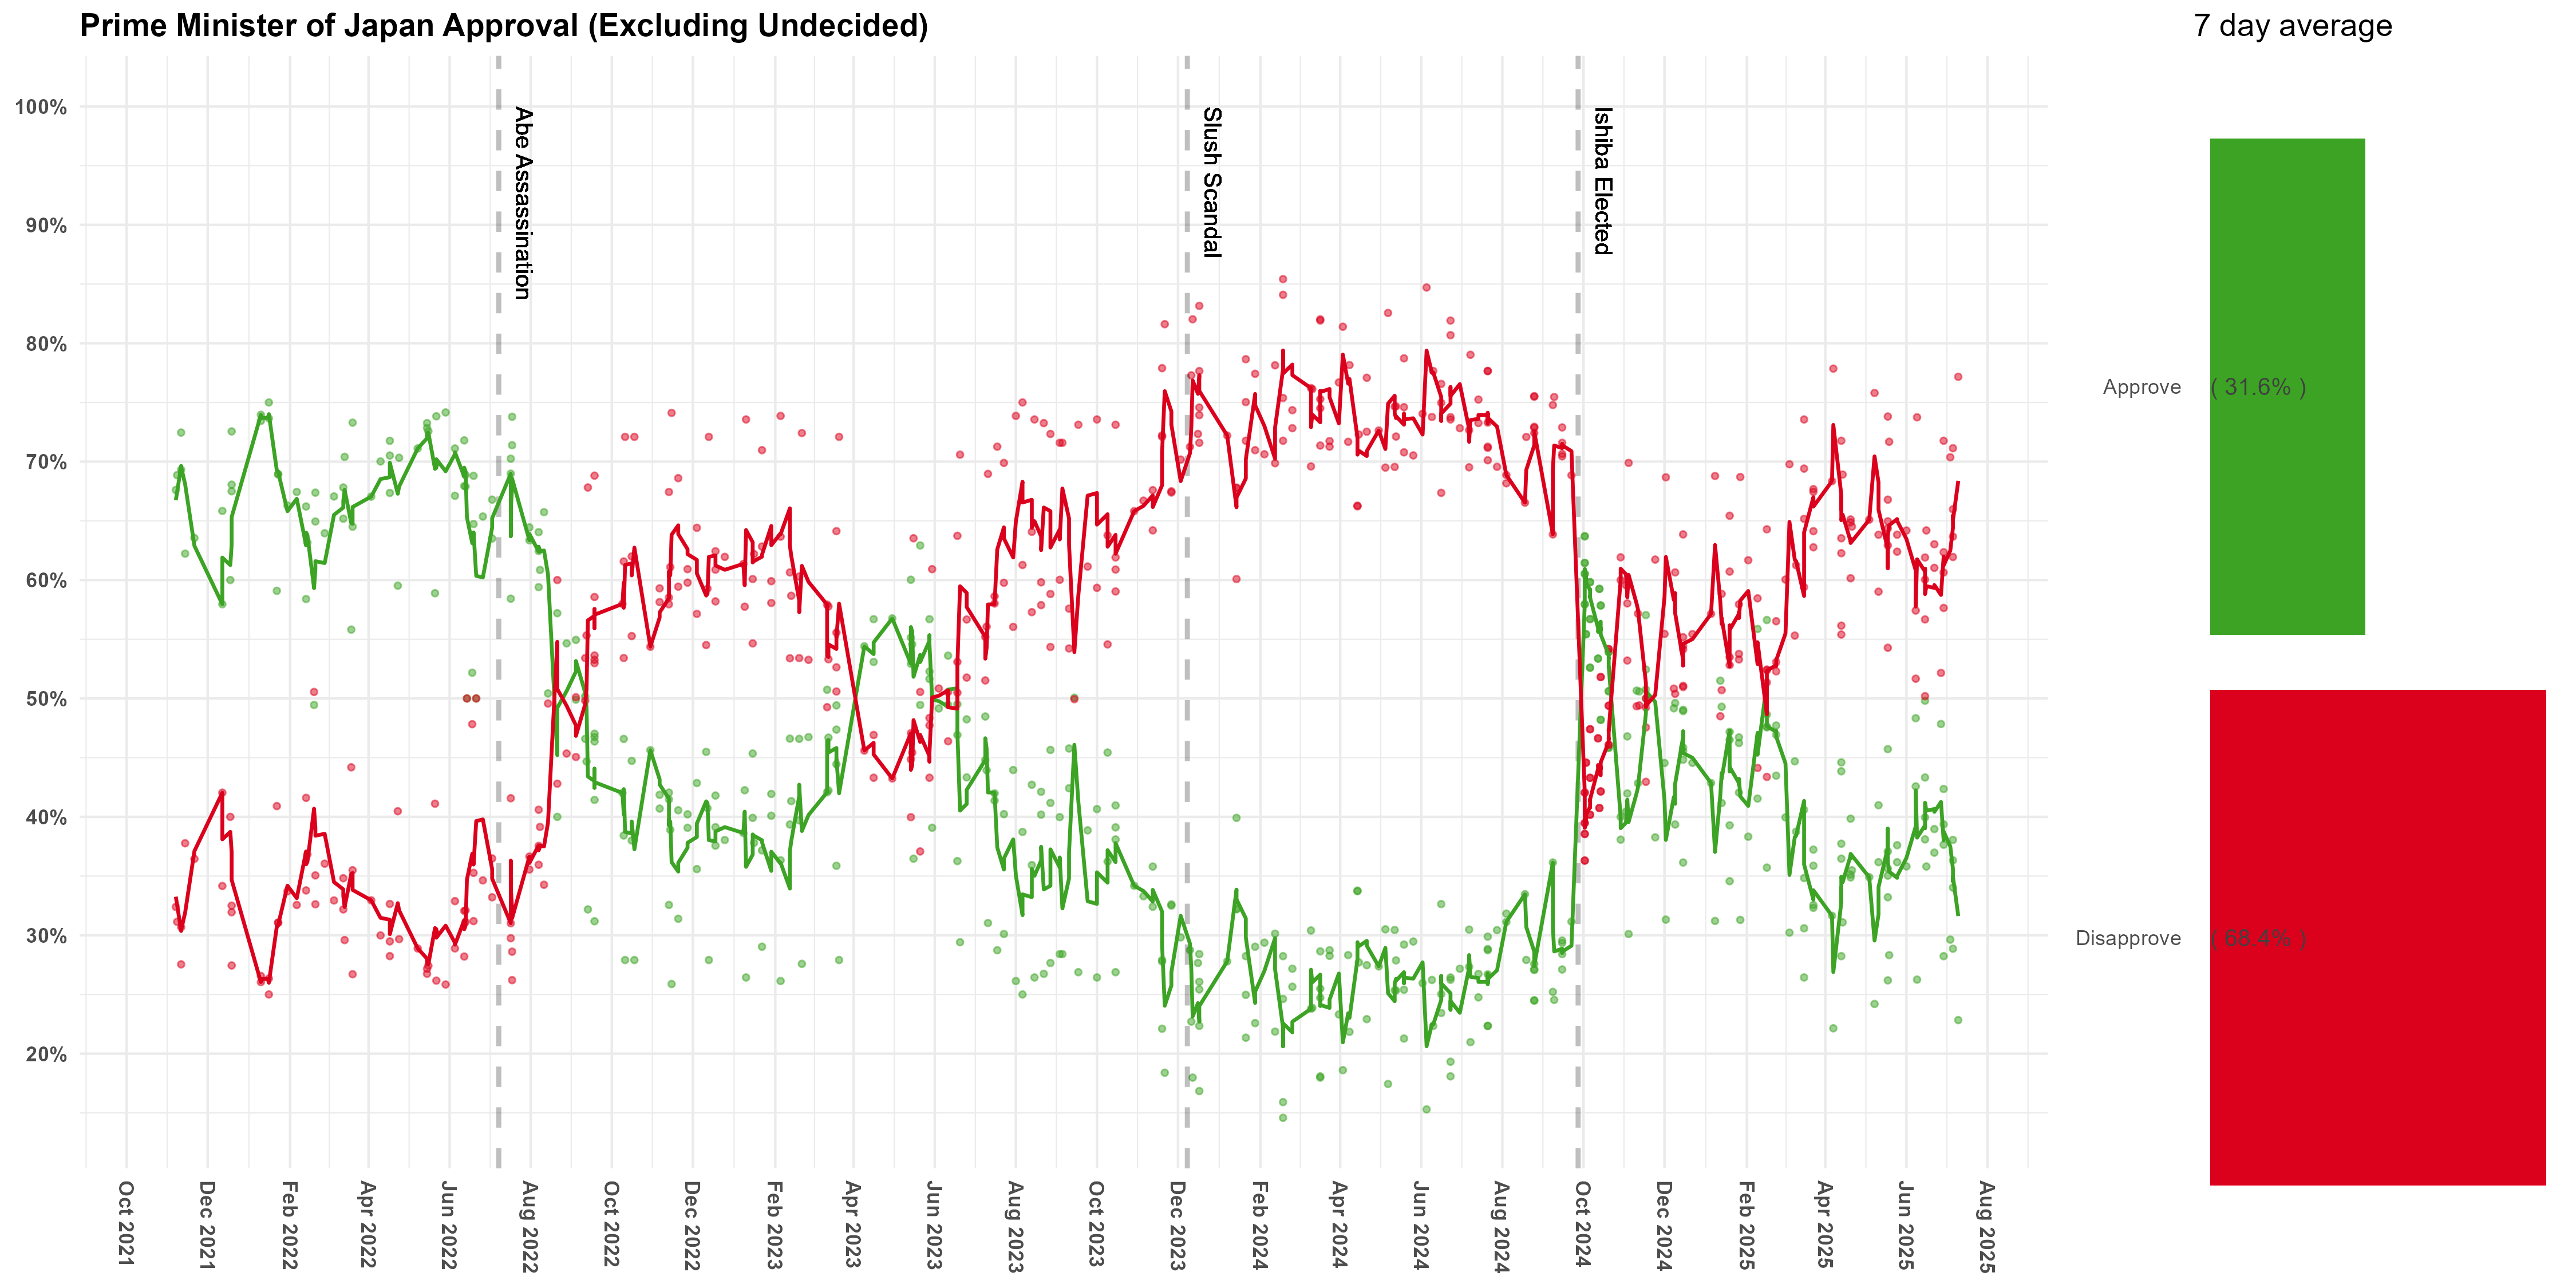 Prime Minister of Japan Approval (Excluding Undecided)
7 day average
100%
90%
80%
70%
60%
50%
40%
30%
20%
Abe Assassination
Slush Scandal
Ishiba Elected
Oct 2021
Dec 2021
Feb 2022
Apr 2022
Jun 2022
Aug 2022
Oct 2022
Dec 2022
Feb 2023
Apr 2023
Jun 2023
Aug 2023
Oct 2023
Dec 2023
Feb 2024
Apr 2024
Jun 2024
Aug 2024
Oct 2024
Dec 2024
Feb 2025
Apr 2025
Jun 2025
Aug 2025
Approve
( 31.6% )
Disapprove
( 68.4% )